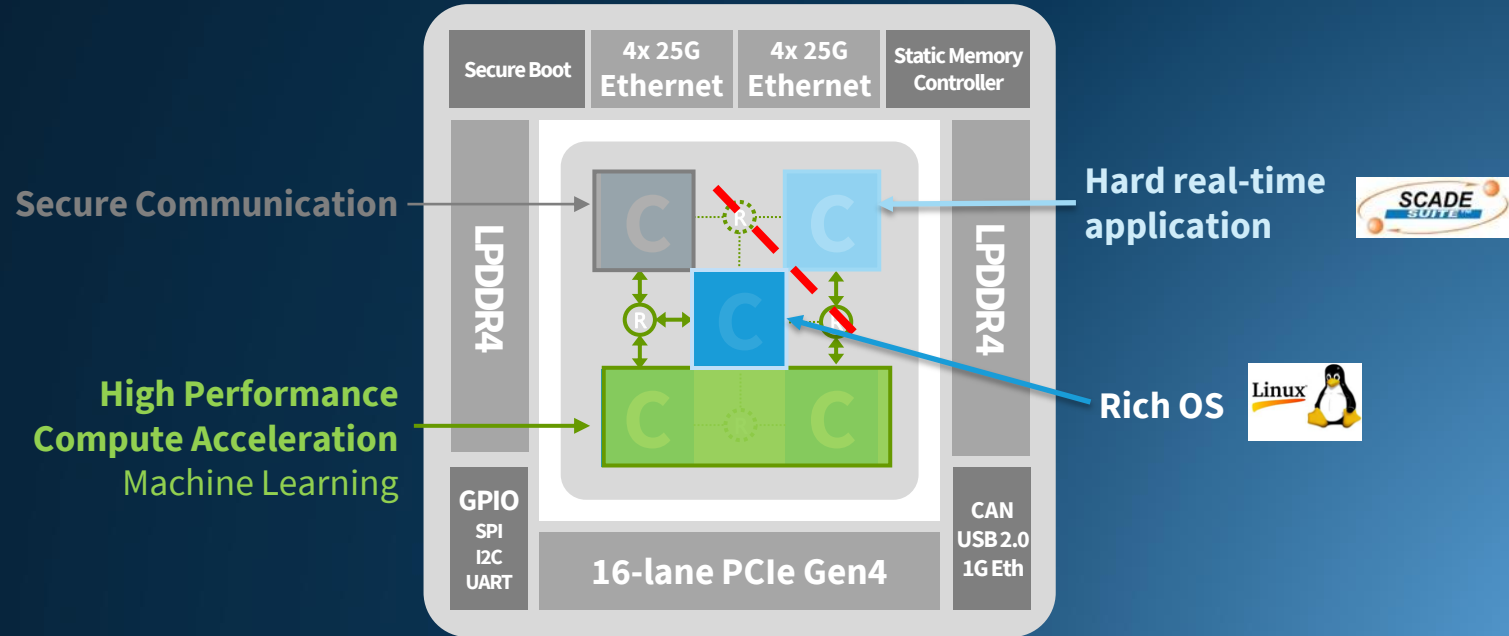 Secure Boot
4x 25G
Ethernet
4x 25G
Ethernet
Static Memory
Controller
Secure Communication
LPDDR4
C
R
C
Hard real-time
application
SCADE
SUITE™
LPDDR4
R
C
R
High Performance
Compute Acceleration
Machine Learning
C
R
C
Rich OS
Linux
GPIO
SPI
I2C
UART
16-lane PCIe Gen4
CAN
USB 2.0
1G Eth